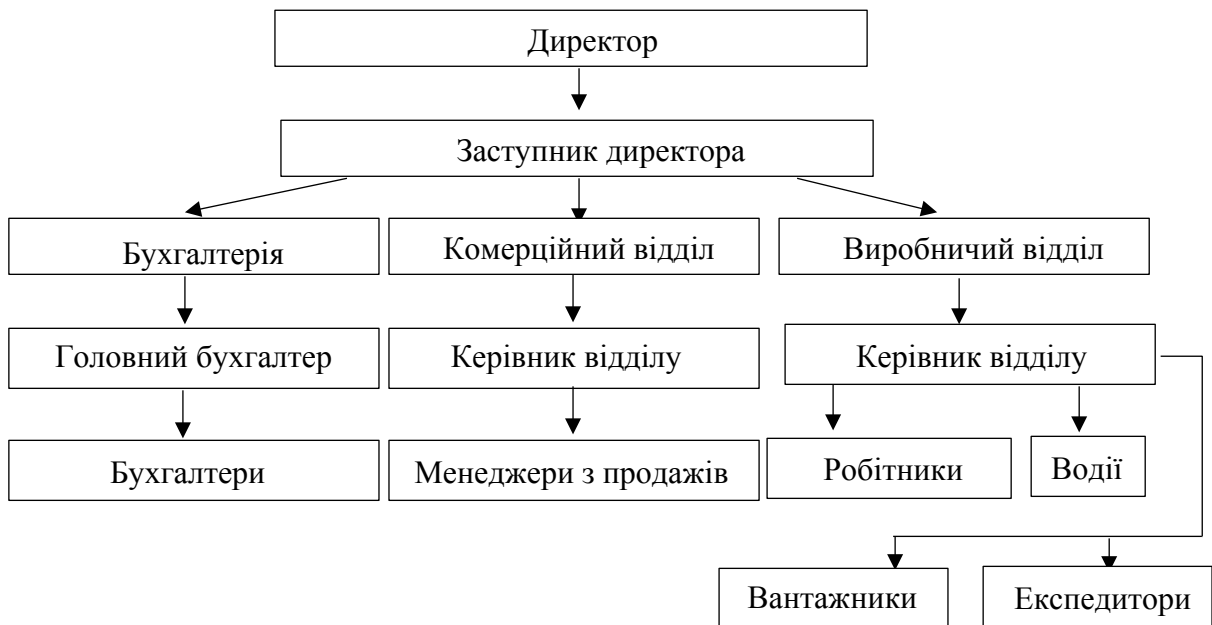 Директор
Заступник директора
Бухгалтерія
Комерційний відділ
Виробничий відділ
Головний бухгалтер
Керівник відділу
Керівник відділу
Бухгалтери
Менеджери з продажів
Робітники
Водії
Вантажники
Експедитори